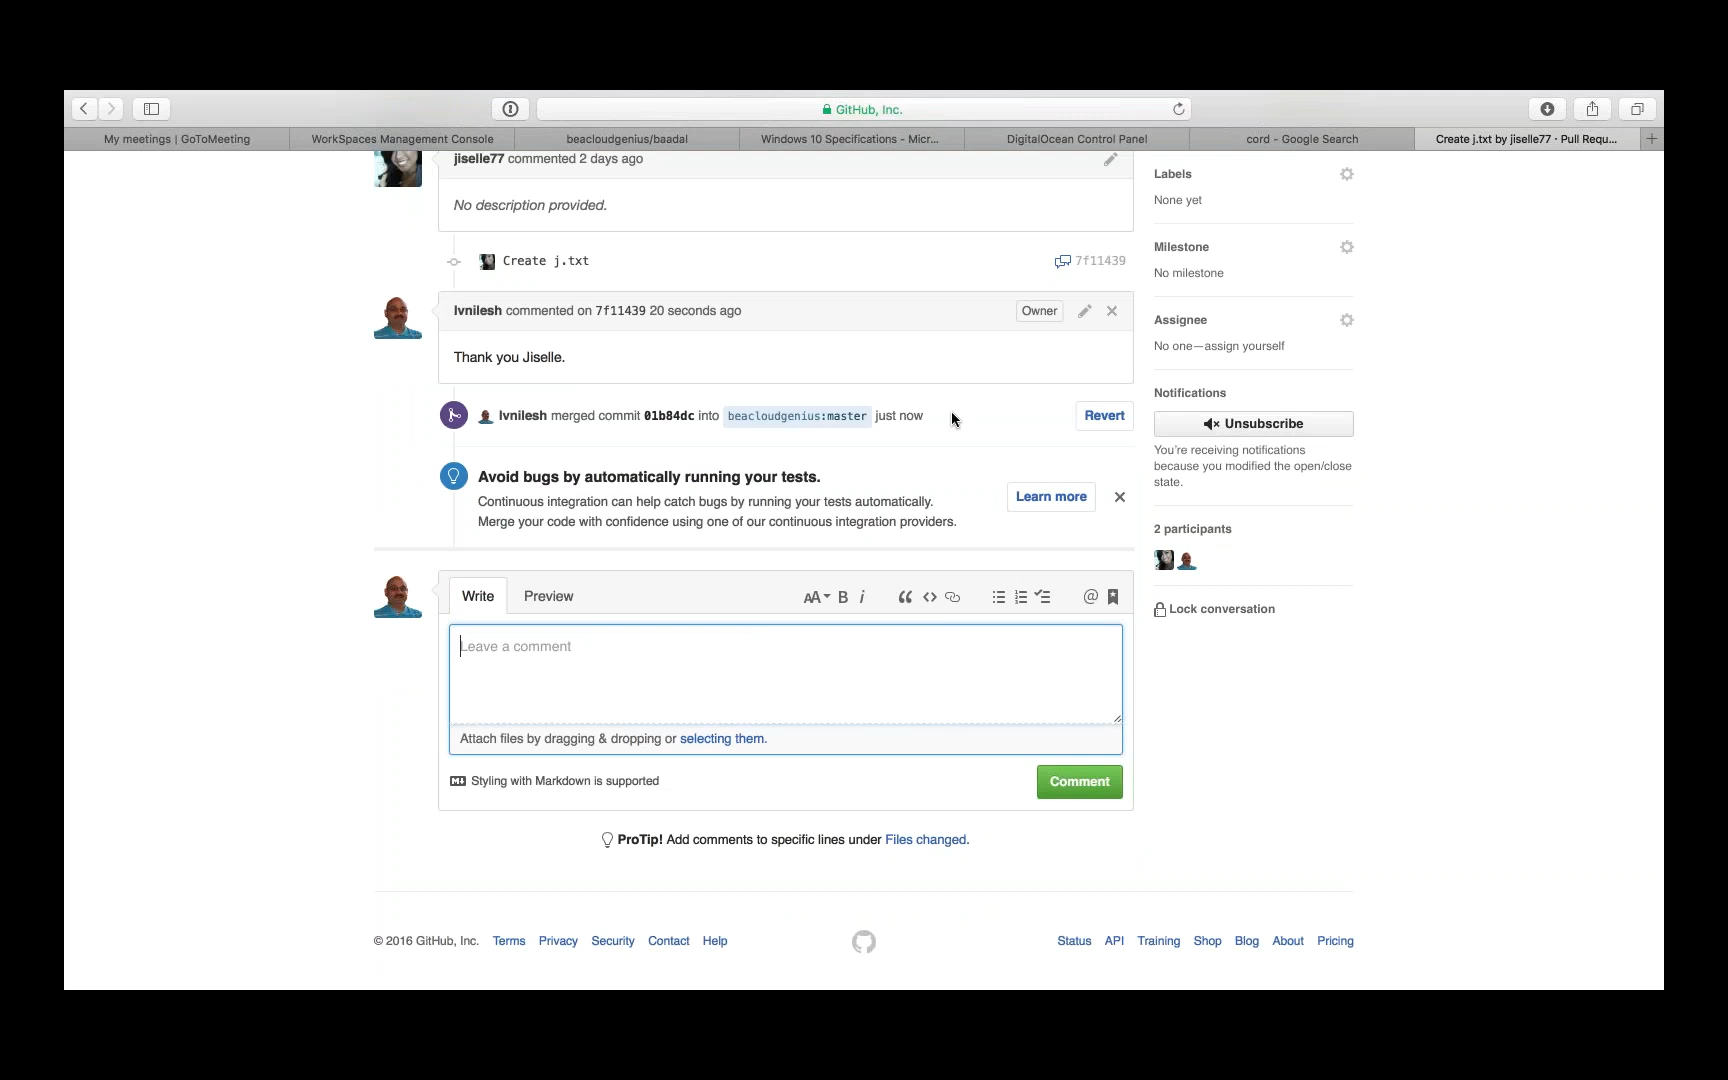 GitHub, Inc.
My meetings | GoToMeeting
WorkSpaces Management Console
beacloudgenius/baadal
Windows 10 Specifications - Micr...
DigitalOcean Control Panel
cord - Google Search
Create j.txt by jiselle77 · Pull Requ...
jiselle77 commented 2 days ago
No description provided.
Create j.txt
7f11439
lvnilesh commented on 7f11439 20 seconds ago
Owner
Thank you Jiselle.
lvnilesh merged commit 01b84dc into beacloudgenius:master just now
Revert
Avoid bugs by automatically running your tests.
Continuous integration can help catch bugs by running your tests automatically.
Merge your code with confidence using one of our continuous integration providers.
Learn more
Write
Preview
AA B i
Leave a comment
Attach files by dragging & dropping or selecting them.
Styling with Markdown is supported
Comment
ProTip! Add comments to specific lines under Files changed.
Labels
None yet
Milestone
No milestone
Assignee
No one—assign yourself
Notifications
Unsubscribe
You're receiving notifications
because you modified the open/close
state.
2 participants
Lock conversation
© 2016 GitHub, Inc. Terms Privacy Security Contact Help
Status API Training Shop Blog About Pricing